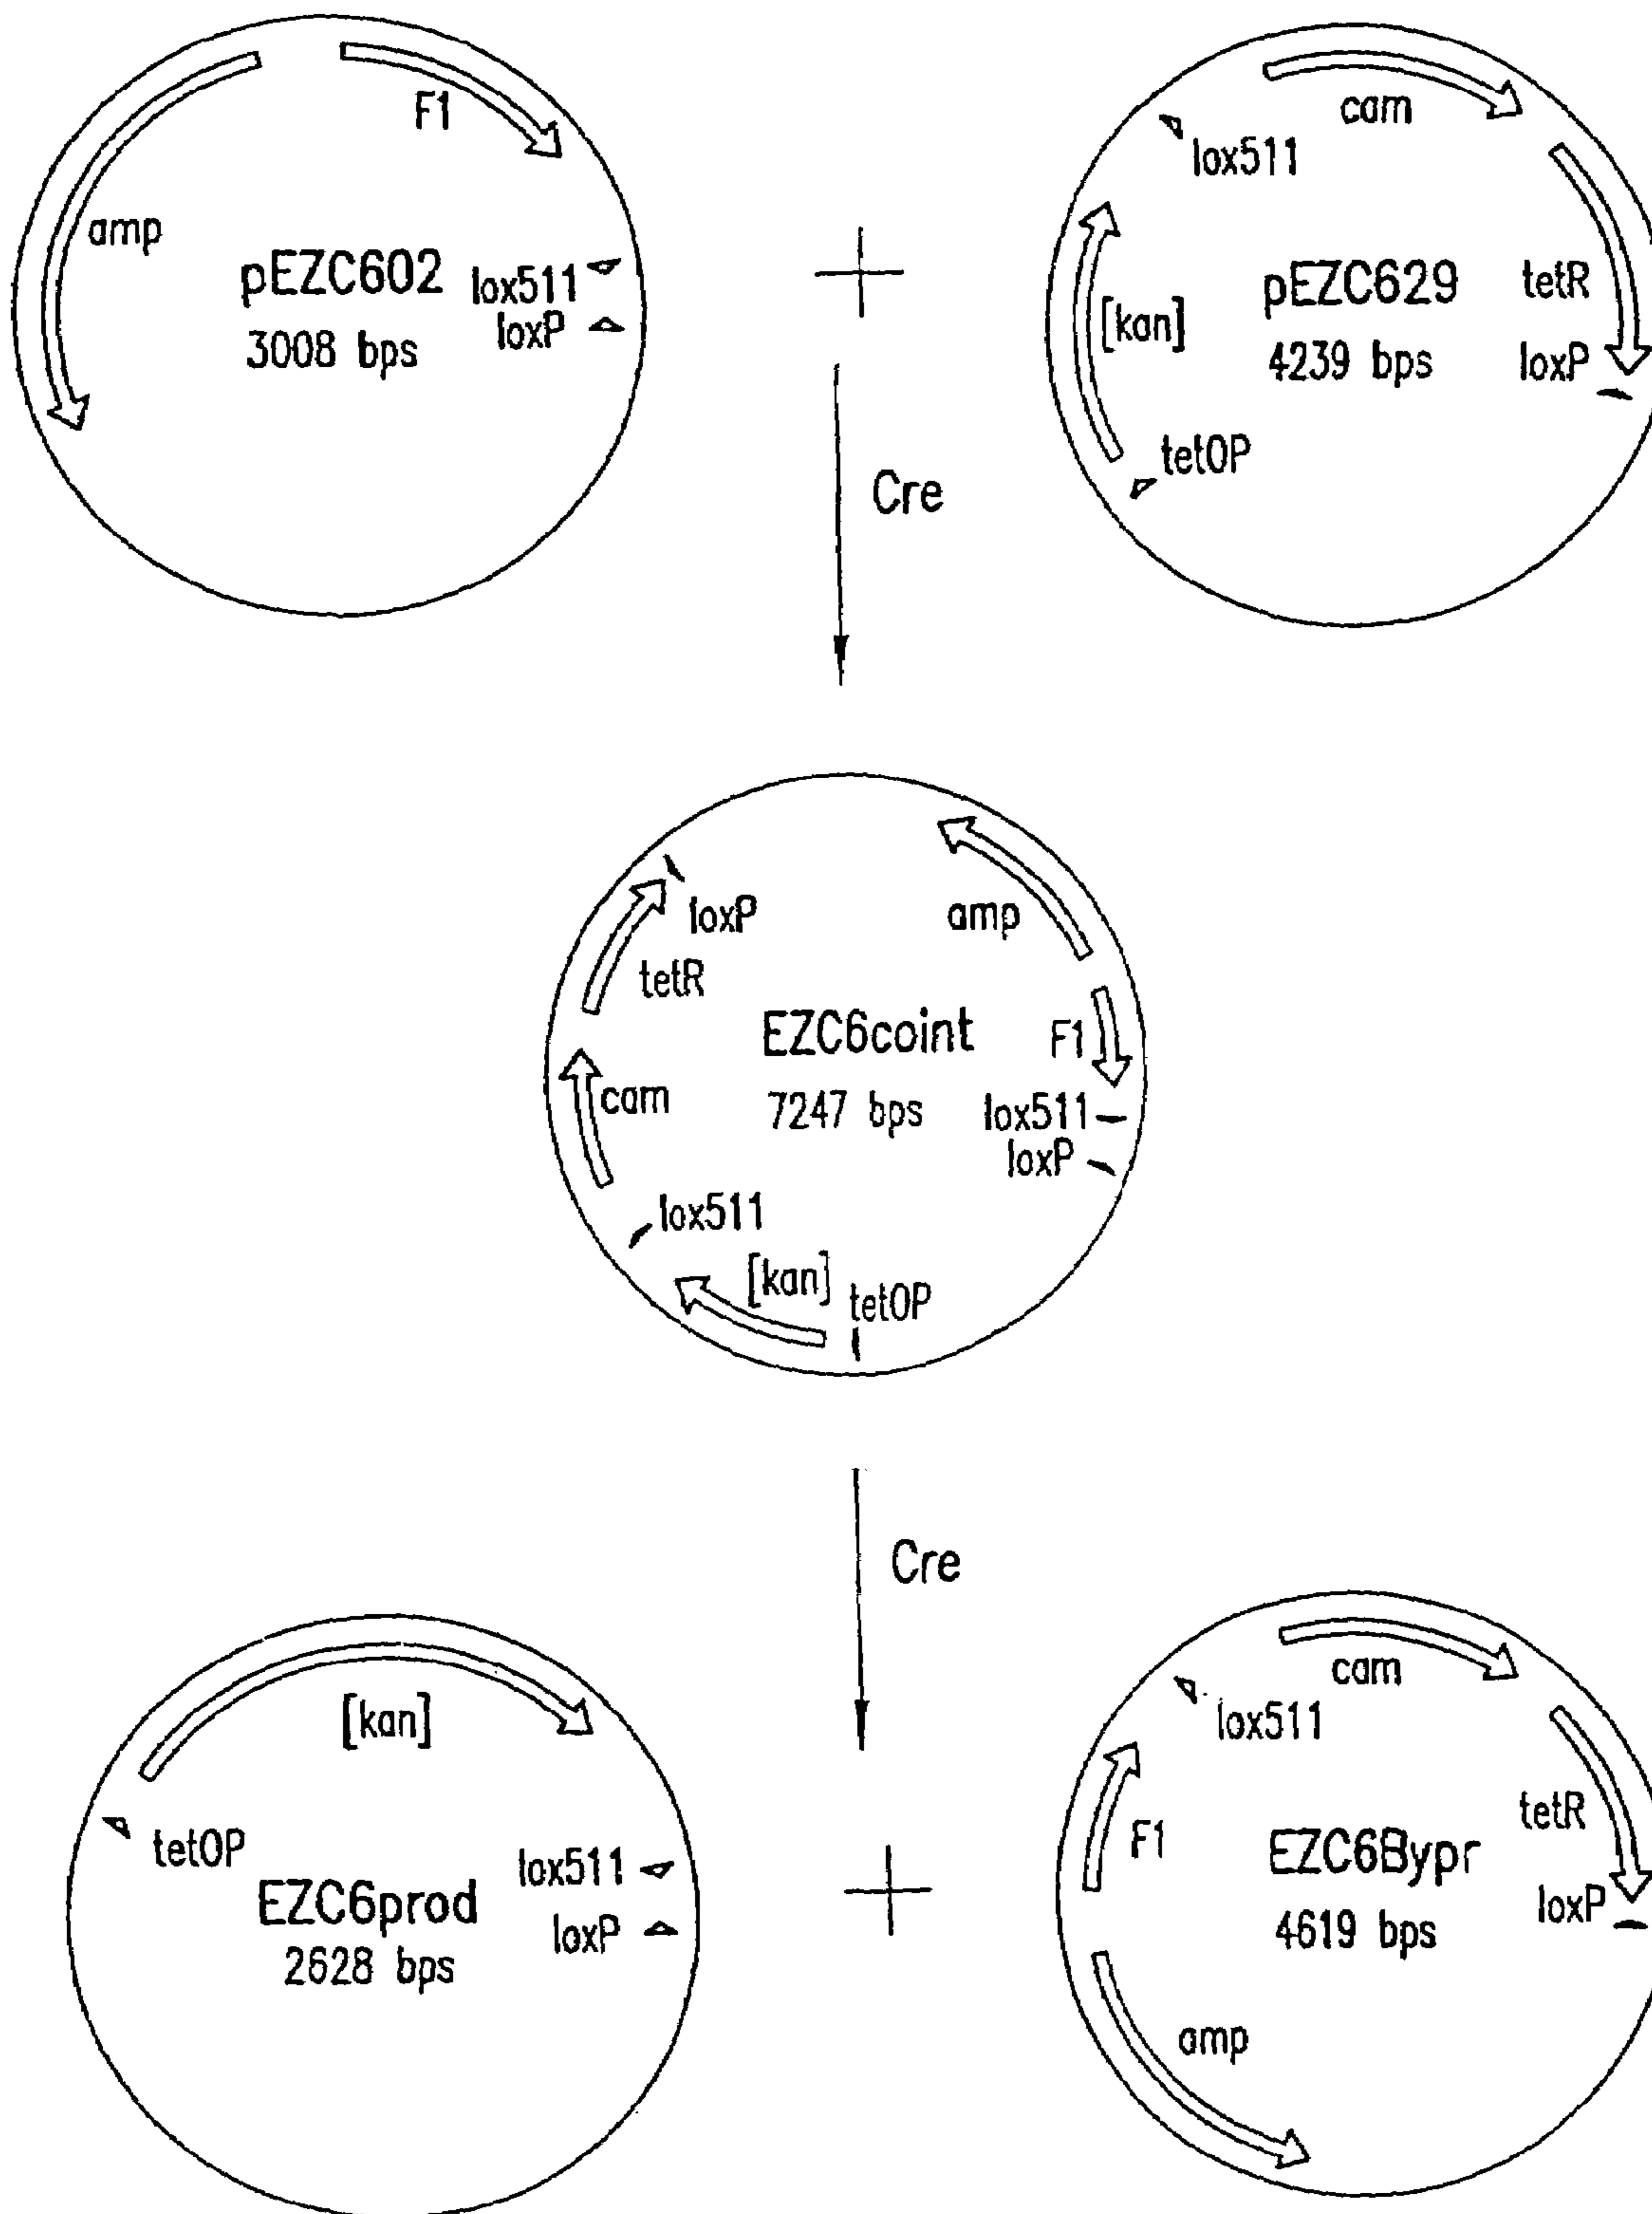 F1
amp
pEZC602
3008 bps
lox511
loxP
+
cam
lox511
[kan]
pEZC629
4239 bps
tetR
loxP
tetOP
Cre
loxP
amp
tetR
EZC6coint
7247 bps
F1
cam
lox511
loxP
lox511
[kan]
tetOP
Cre
[kan]
tetOP
lox511
EZC6prod
2628 bps
loxP
+
cam
lox511
F1
tetR
EZC6Bypr
4619 bps
loxP
amp